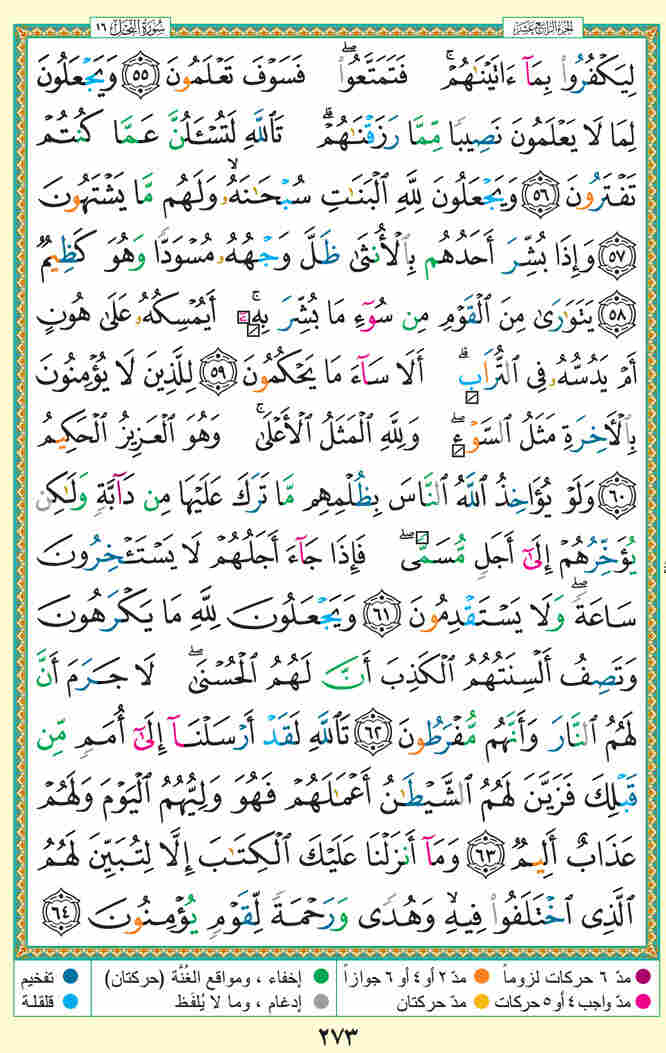 الجزء الرابع عشر
سُورَةُ النَّحْلِ ١٦
لِيَكْفُرُوا۟ بِمَآ ءَاتَيْنَٰهُمْ ۚ فَتَمَتَّعُوا۟ ۖ فَسَوْفَ تَعْلَمُونَ ٥٥ وَيَجْعَلُونَ
لِمَا لَا يَعْلَمُونَ نَصِيبًا مِّمَّا رَزَقْنَٰهُمْ ۗ تَٱللَّهِ لَتُسْـَٔلُنَّ عَمَّا كُنتُمْ
تَفْتَرُونَ ٥٦ وَيَجْعَلُونَ لِلَّهِ ٱلْبَنَٰتِ سُبْحَٰنَهُۥ ۙ وَلَهُم مَّا يَشْتَهُونَ
٥٧ وَإِذَا بُشِّرَ أَحَدُهُم بِٱلْأُنثَىٰ ظَلَّ وَجْهُهُۥ مُسْوَدًّا وَهُوَ كَظِيمٌ
٥٨ يَتَوَٰرَىٰ مِنَ ٱلْقَوْمِ مِن سُوٓءِ مَا بُشِّرَ بِهِۦٓ ۚ أَيُمْسِكُهُۥ عَلَىٰ هُونٍ
أَمْ يَدُسُّهُۥ فِى ٱلتُّرَابِ ۗ أَلَا سَآءَ مَا يَحْكُمُونَ ٥٩ لِلَّذِينَ لَا يُؤْمِنُونَ
بِٱلْـَٔاخِرَةِ مَثَلُ ٱلسَّوْءِ ۖ وَلِلَّهِ ٱلْمَثَلُ ٱلْأَعْلَىٰ ۚ وَهُوَ ٱلْعَزِيزُ ٱلْحَكِيمُ
٦٠ وَلَوْ يُؤَاخِذُ ٱللَّهُ ٱلنَّاسَ بِظُلْمِهِم مَّا تَرَكَ عَلَيْهَا مِن دَآبَّةٍ وَلَٰكِن
يُؤَخِّرُهُمْ إِلَىٰٓ أَجَلٍ مُّسَمًّى ۖ فَإِذَا جَآءَ أَجَلُهُمْ لَا يَسْتَـْٔخِرُونَ
سَاعَةً ۖ وَلَا يَسْتَقْدِمُونَ ٦١ وَيَجْعَلُونَ لِلَّهِ مَا يَكْرَهُونَ
وَتَصِفُ أَلْسِنَتُهُمُ ٱلْكَذِبَ أَنَّ لَهُمُ ٱلْحُسْنَىٰ ۖ لَا جَرَمَ أَنَّ
لَهُمُ ٱلنَّارَ وَأَنَّهُم مُّفْرَطُونَ ٦٢ تَٱللَّهِ لَقَدْ أَرْسَلْنَآ إِلَىٰٓ أُمَمٍ مِّن
قَبْلِكَ فَزَيَّنَ لَهُمُ ٱلشَّيْطَٰنُ أَعْمَٰلَهُمْ فَهُوَ وَلِيُّهُمُ ٱلْيَوْمَ وَلَهُمْ
عَذَابٌ أَلِيمٌ ٦٣ وَمَآ أَنزَلْنَا عَلَيْكَ ٱلْكِتَٰبَ إِلَّا لِتُبَيِّنَ لَهُمُ
ٱلَّذِى ٱخْتَلَفُوا۟ فِيهِ ۙ وَهُدًى وَرَحْمَةً لِّقَوْمٍ يُؤْمِنُونَ ٦٤
مدّ ٦ حركات لزوماً مدّ ٢ أو ٤ أو ٦ جوازاً إخفاء ، ومواقع الغُنَّة (حركتان) تفخيم
مدّ واجب ٤ أو ٥ حركات مدّ حركتان إدغام ، وما لا يُلفَظ قلقلة
٢٧٣